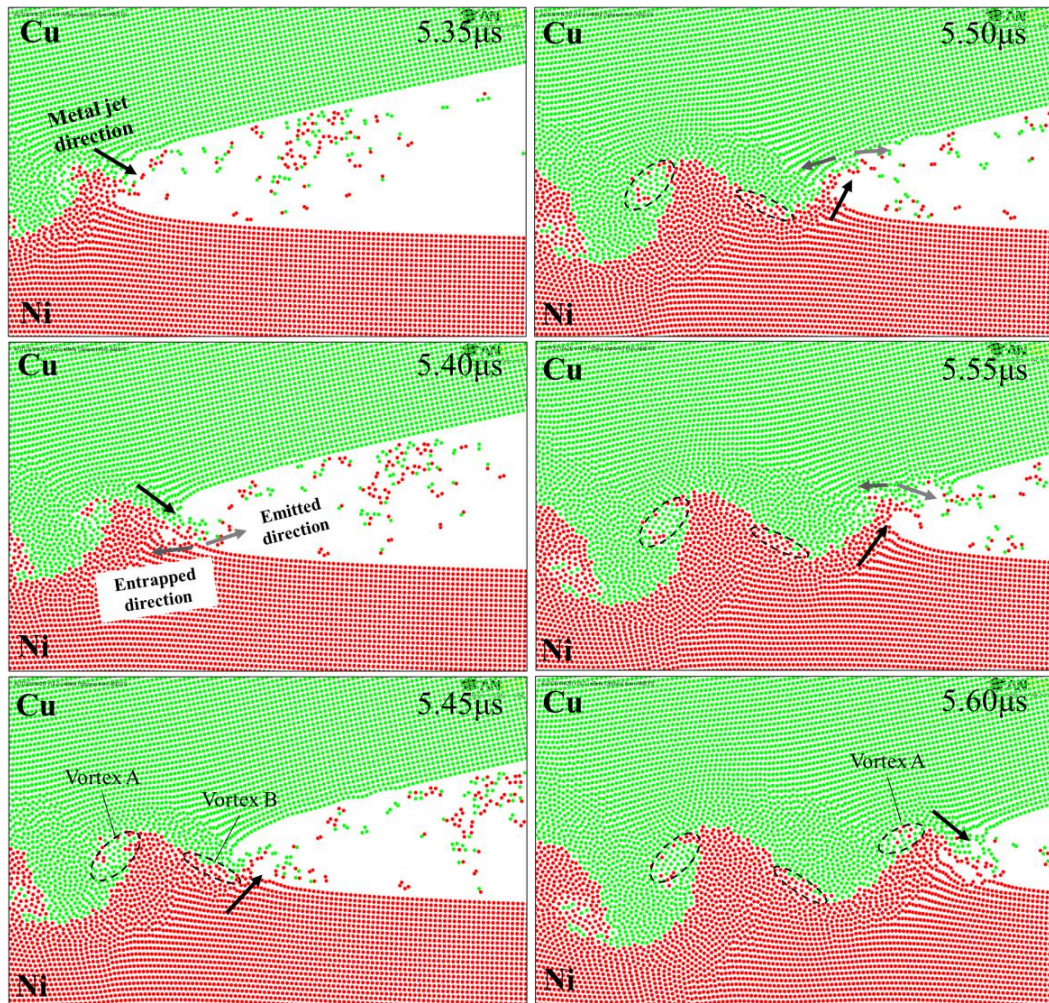 Cu
5.35μs
Metal jet
direction
Ni
Cu
5.40μs
Emitted
direction
Entrapped
direction
Ni
Cu
5.45μs
Vortex A
Vortex B
Ni
Cu
5.50μs
Ni
Cu
5.55μs
Ni
Cu
5.60μs
Vortex A
Ni